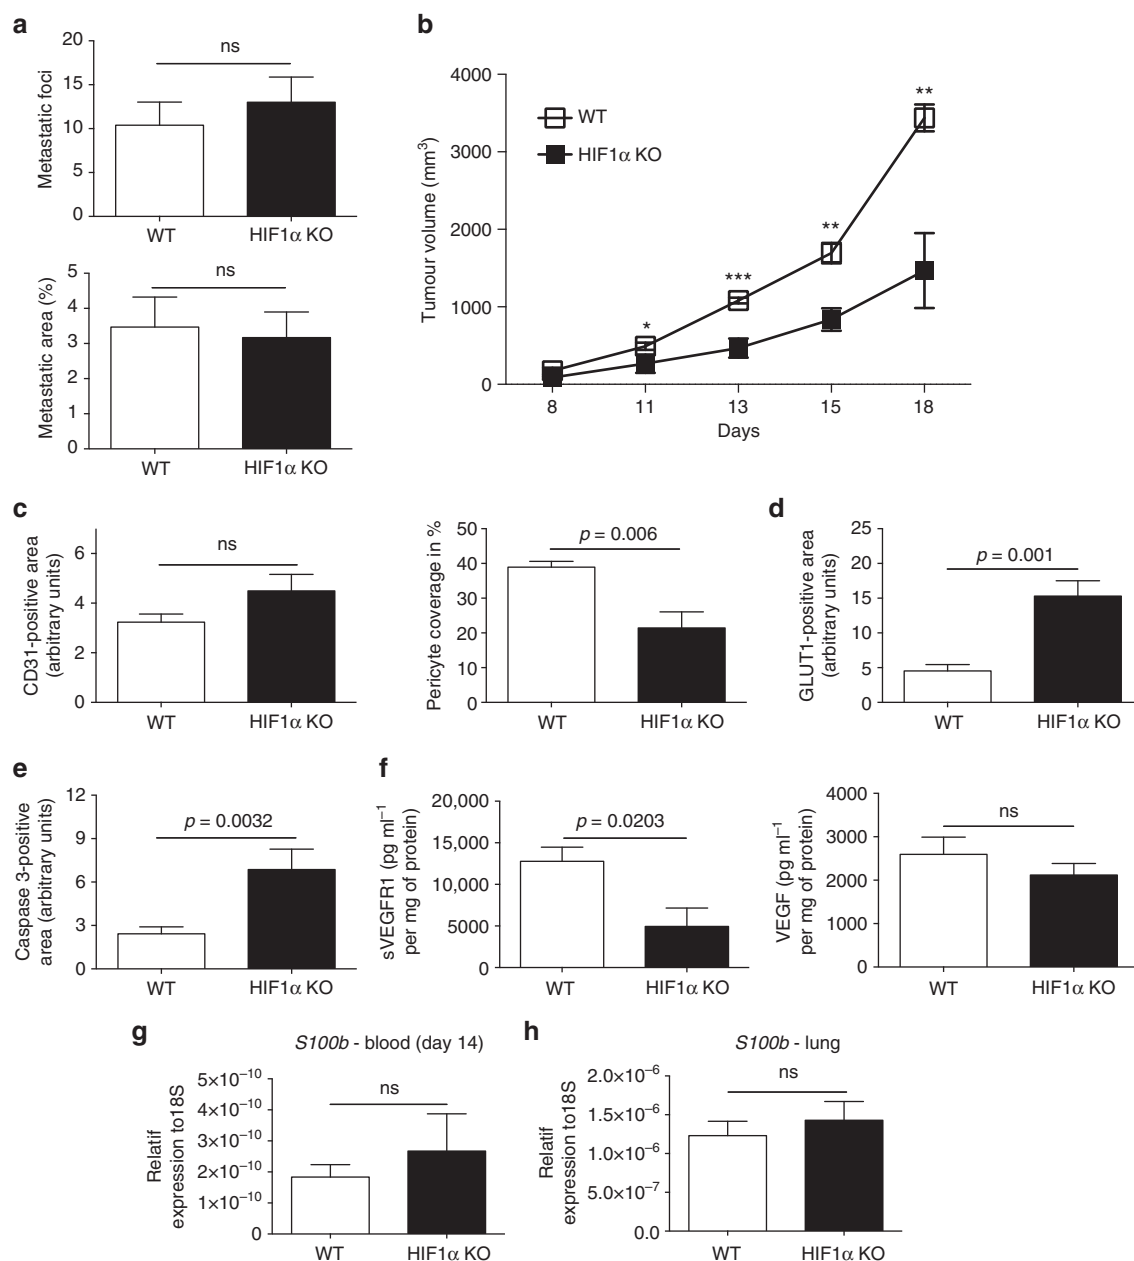 a
20
15
10
5
0
Metastatic foci
ns
WT
HIF1α KO
5
4
3
2
1
0
Metastatic area (%)
ns
WT
HIF1α KO
b
4000
3000
2000
1000
0
Tumour volume (mm³)
WT
HIF1α KO
*
***
**
**
8
11
13
15
18
Days
c
6
4
2
0
CD31-positive area
(arbitrary units)
ns
WT
HIF1α KO
50
40
30
20
10
0
Pericyte coverage in %
p = 0.006
WT
HIF1α KO
d
25
20
15
10
5
0
GLUT1-positive area
(arbitrary units)
p = 0.001
WT
HIF1α KO
e
12
9
6
3
0
Caspase 3-positive
area (arbitrary units)
p = 0.0032
WT
HIF1α KO
f
20,000
15,000
10,000
5000
0
sVEGFR1 (pg ml⁻¹
per mg of protein)
p = 0.0203
WT
HIF1α KO
4000
3000
2000
1000
0
VEGF (pg ml⁻¹
per mg of protein)
ns
WT
HIF1α KO
g
S100b - blood (day 14)
5×10⁻¹⁰
4×10⁻¹⁰
3×10⁻¹⁰
2×10⁻¹⁰
1×10⁻¹⁰
0
Relatif
expression to18S
ns
WT
HIF1α KO
h
S100b - lung
2.0×10⁻⁶
1.5×10⁻⁶
1.0×10⁻⁶
5.0×10⁻⁷
0.0
Relatif
expression to18S
ns
WT
HIF1α KO